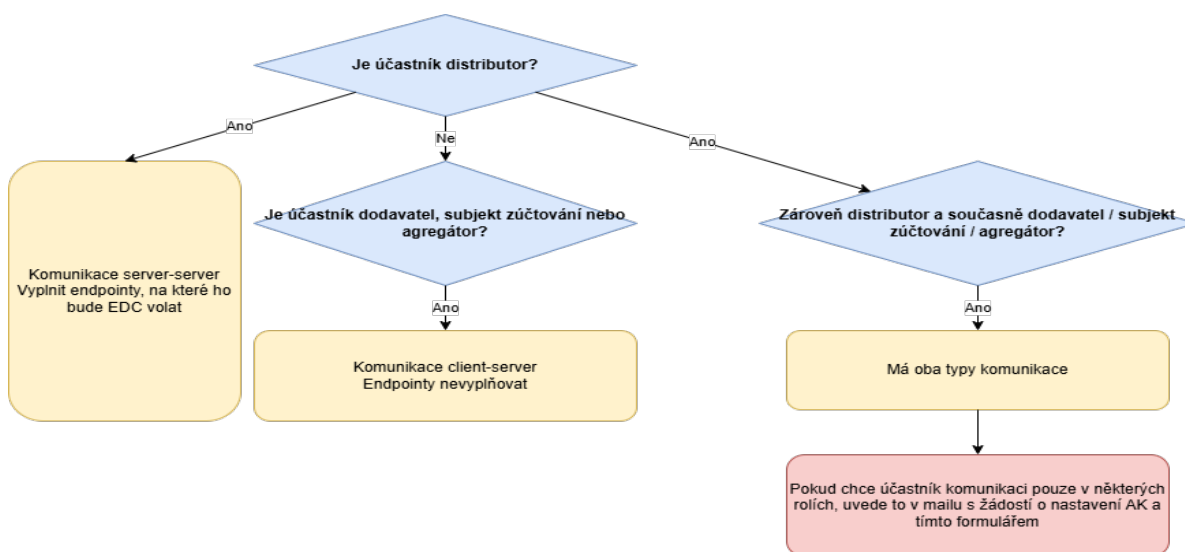 Je účastník distributor?
Ano
Ne
Ano
Komunikace server-server
Vyplnit endpointy, na které ho
bude EDC volat
Je účastník dodavatel, subjekt zúčtování nebo
agregátor?
Zároveň distributor a současně dodavatel / subjekt
zúčtování / agregátor?
Ano
Ano
Komunikace client-server
Endpointy nevyplňovat
Má oba typy komunikace
Pokud chce účastník komunikaci pouze v některých
rolích, uvede to v mailu s žádostí o nastavení AK a
tímto formulářem